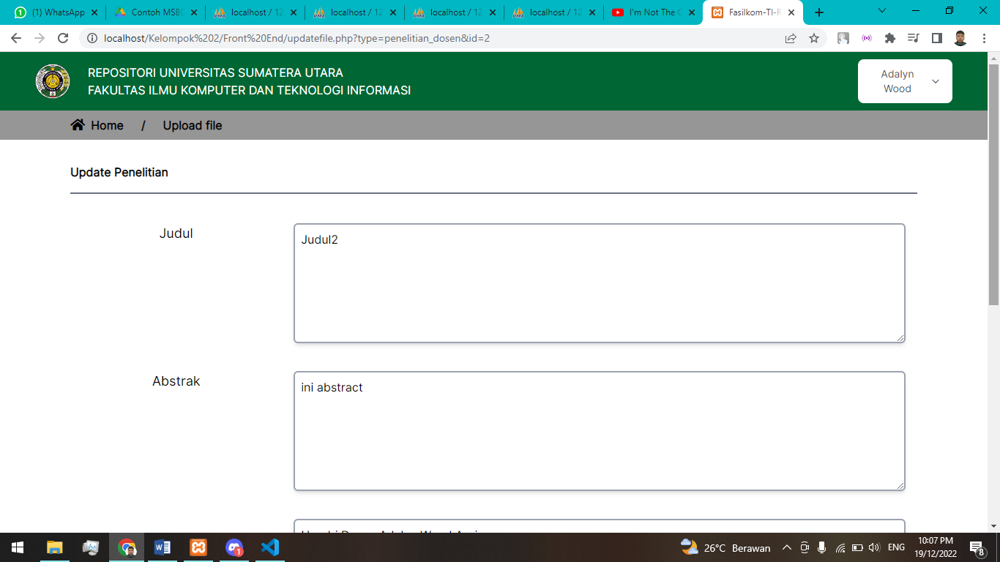 (1) WhatsApp
Contoh MSBD
localhost / 12
localhost / 12
localhost / 12
localhost / 12
I'm Not The
Fasilkom-TI-R
localhost/Kelompok%202/Front%20End/updatefile.php?type=penelitian_dosen&id=2
REPOSITORI UNIVERSITAS SUMATERA UTARA
FAKULTAS ILMU KOMPUTER DAN TEKNOLOGI INFORMASI
Adalyn
Wood
Home / Upload file
Update Penelitian
Judul
Judul2
Abstrak
ini abstract
26°C Berawan
ENG
10:07 PM
19/12/2022
8